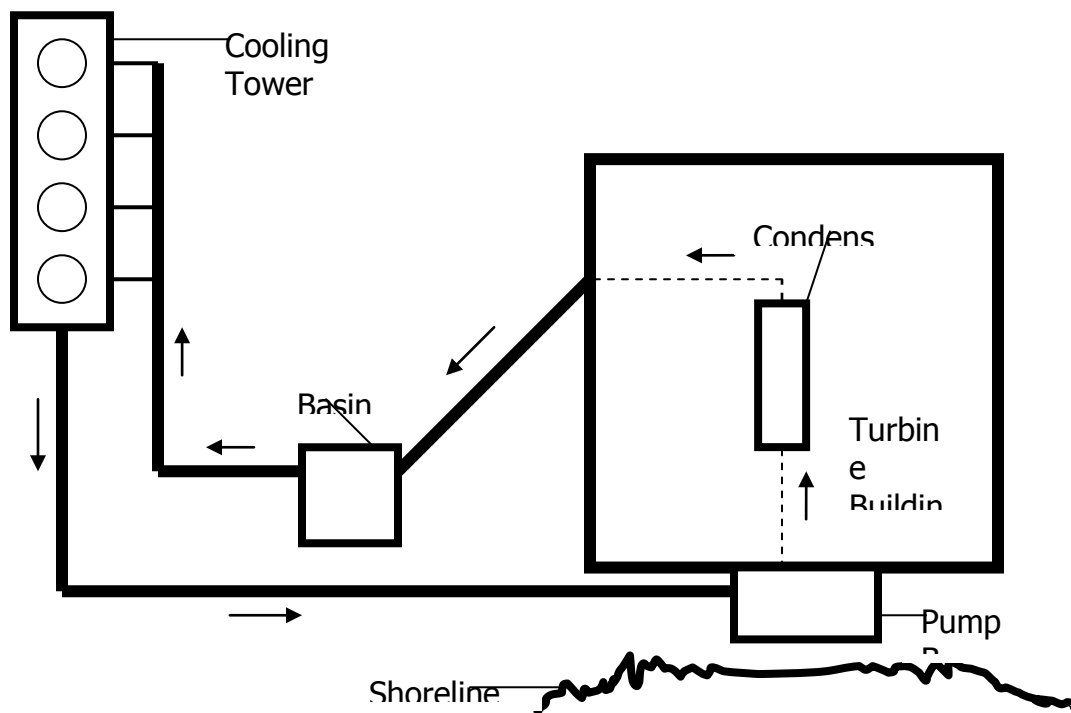 Cooling
Tower
Condens
Basin
Turbin
e
Buildin
Pump
Shoreline